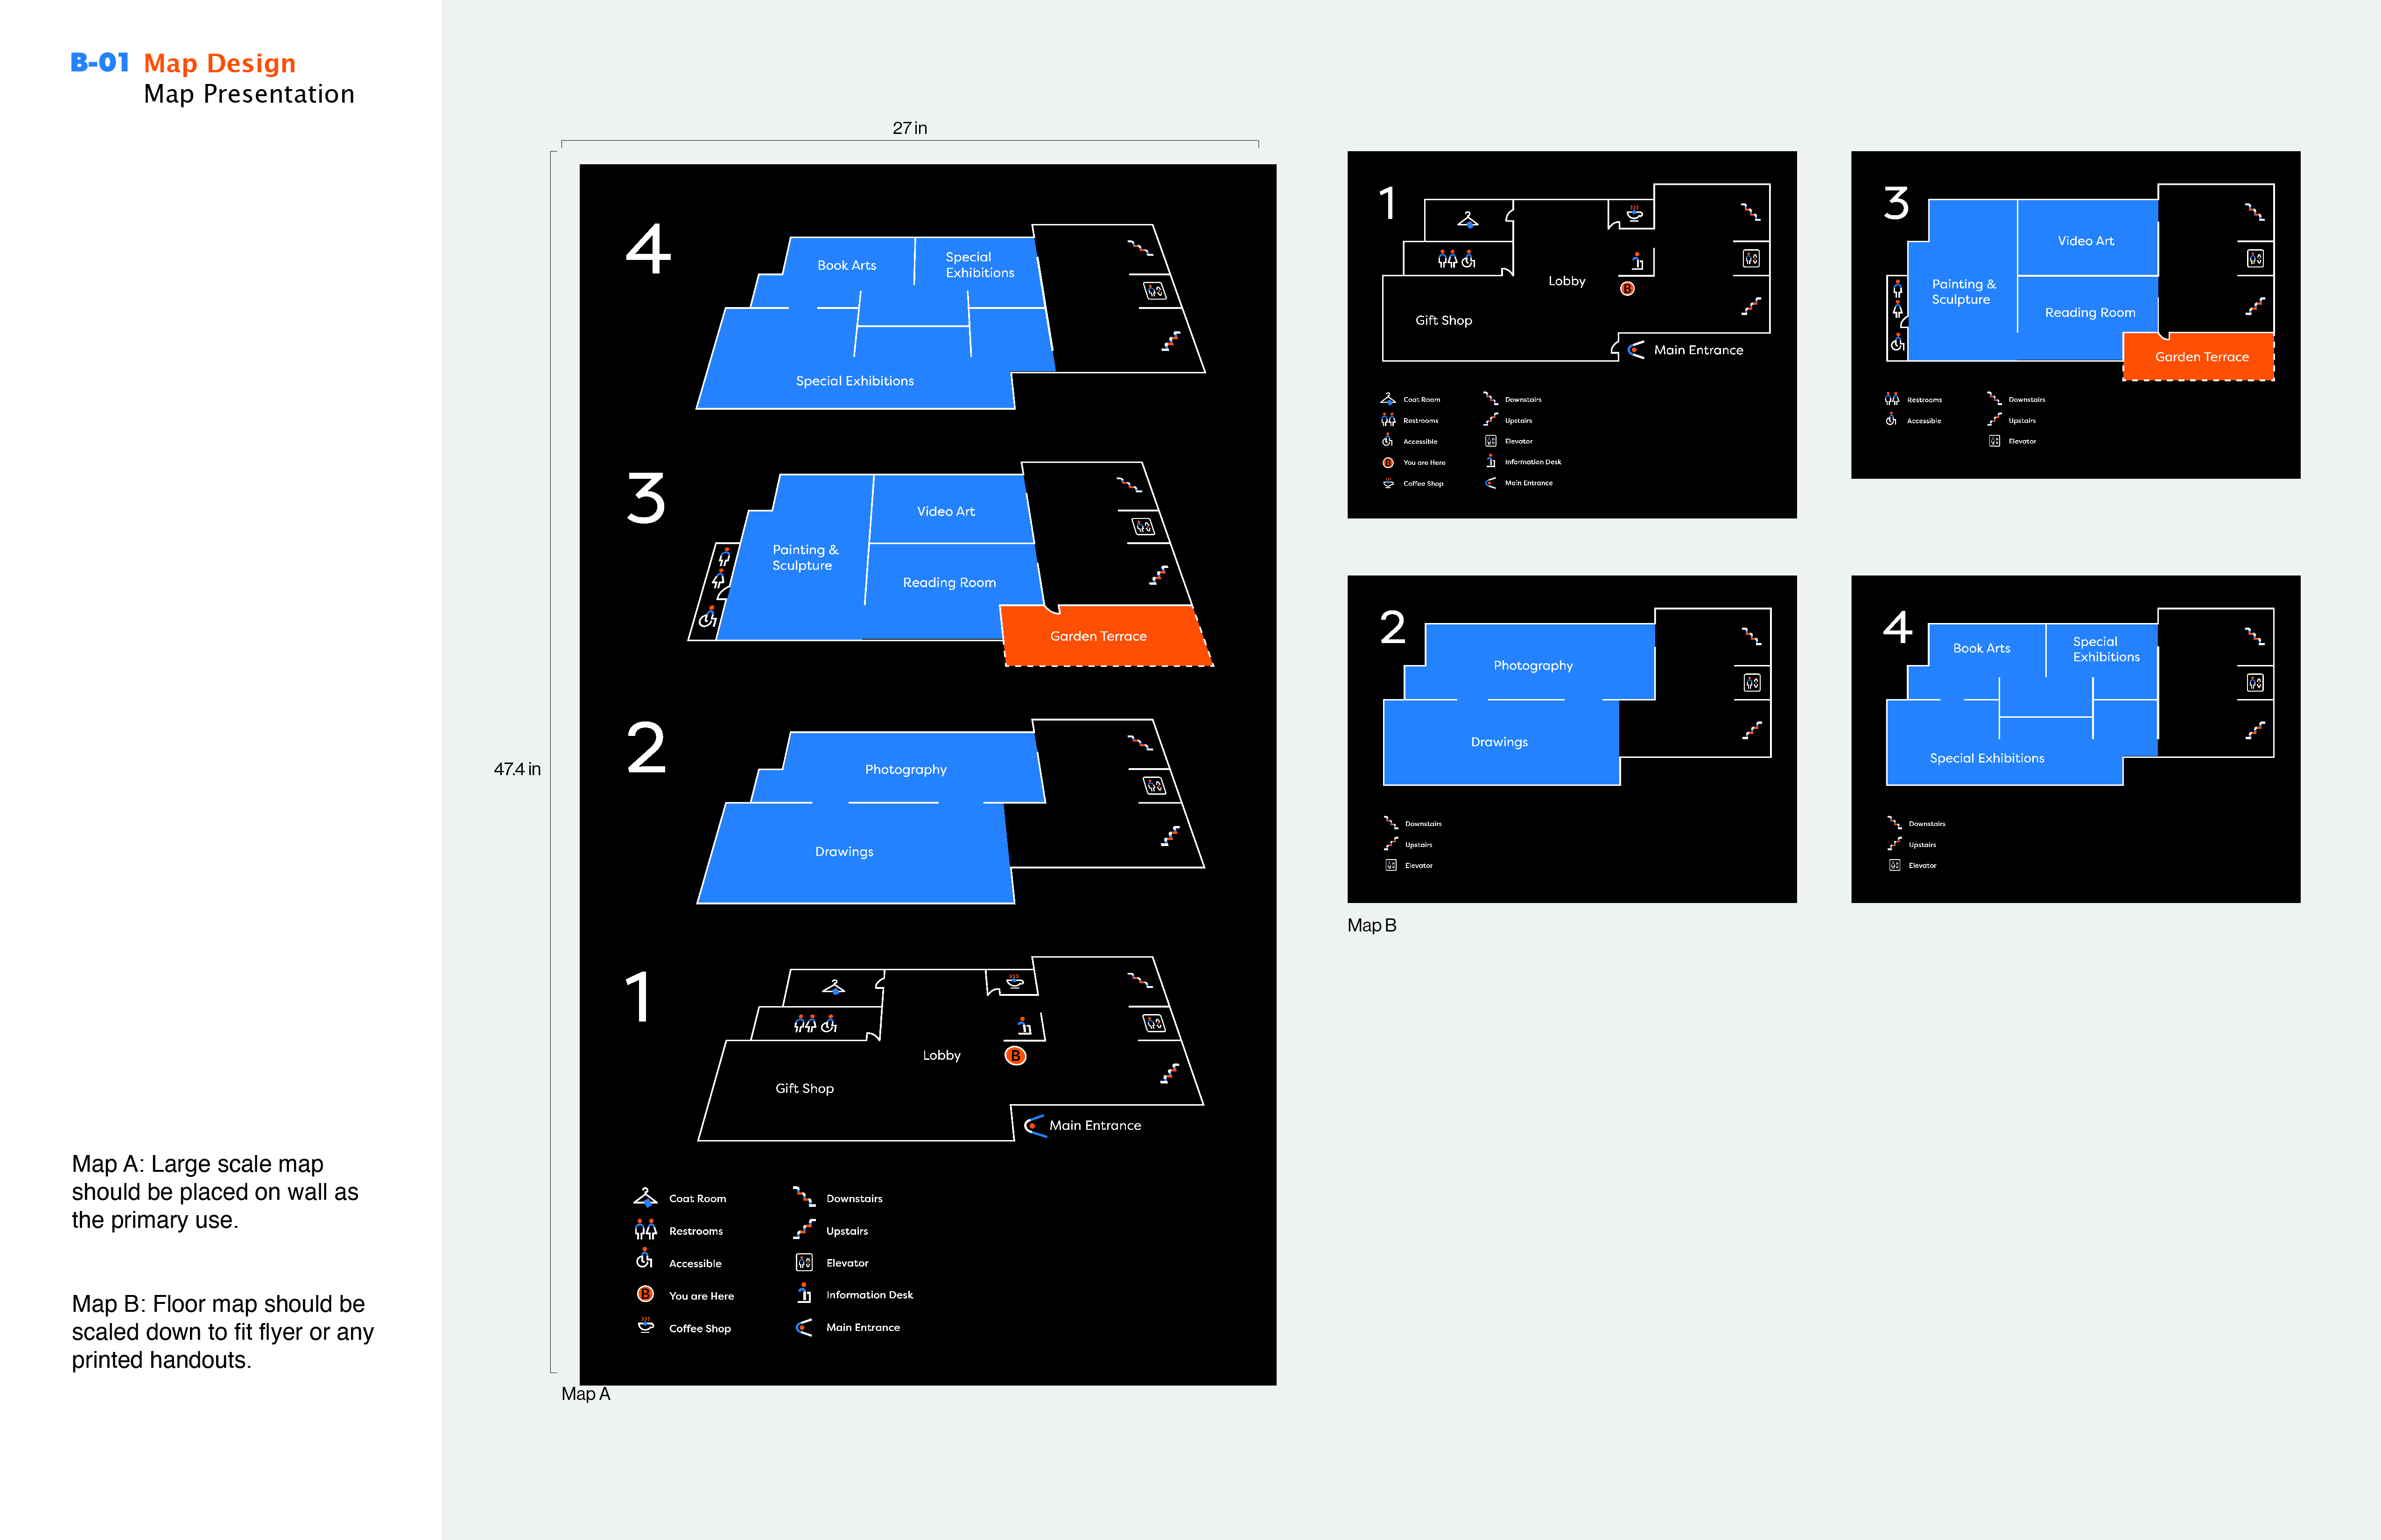 B-01 Map Design
Map Presentation
Map A: Large scale map
should be placed on wall as
the primary use.
Map B: Floor map should be
scaled down to fit flyer or any
printed handouts.
27 in
47.4 in
4
Book Arts
Special
Exhibitions
Special Exhibitions
3
Video Art
Painting &
Sculpture
Reading Room
Garden Terrace
2
Photography
Drawings
1
Lobby
B
Gift Shop
Main Entrance
Coat Room
Downstairs
Restrooms
Upstairs
Accessible
Elevator
B
You are Here
Information Desk
Coffee Shop
Main Entrance
Map A
1
Lobby
B
Gift Shop
Main Entrance
Coat Room
Downstairs
Restrooms
Upstairs
Accessible
Elevator
B
You are Here
Information Desk
Coffee Shop
Main Entrance
3
Video Art
Painting &
Sculpture
Reading Room
Garden Terrace
Restrooms
Downstairs
Accessible
Upstairs
Elevator
2
Photography
Drawings
Downstairs
Upstairs
Elevator
4
Book Arts
Special
Exhibitions
Special Exhibitions
Downstairs
Upstairs
Elevator
Map B